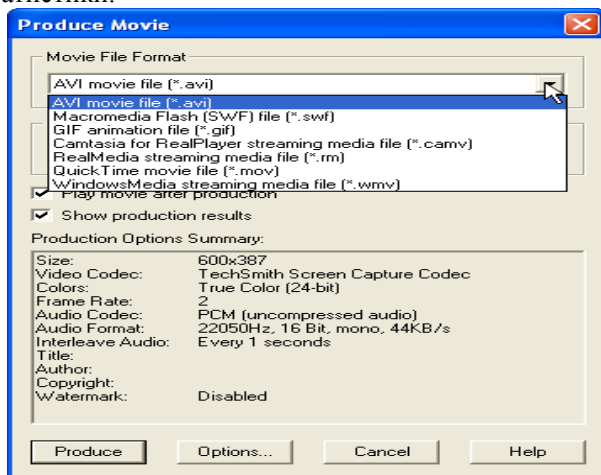 Produce Movie
Movie File Format
AVI movie file (*.avi)
AVI movie file (*.avi)
Macromedia Flash (SWF) file (*.swf)
GIF animation file (*.gif)
Camtasia for RealPlayer streaming media file (*.camv)
RealMedia streaming media file (*.rm)
QuickTime movie file (*.mov)
WindowsMedia streaming media file (*.wmv)
Play movie after production
Show production results
Production Options Summary:
Size: 600x387
Video Codec: TechSmith Screen Capture Codec
Colors: True Color (24-bit)
Frame Rate: 2
Audio Codec: PCM (uncompressed audio)
Audio Format: 22050Hz, 16 Bit, mono, 44KB/s
Interleave Audio: Every 1 seconds
Title:
Author:
Copyright:
Watermark: Disabled
Produce Options... Cancel Help